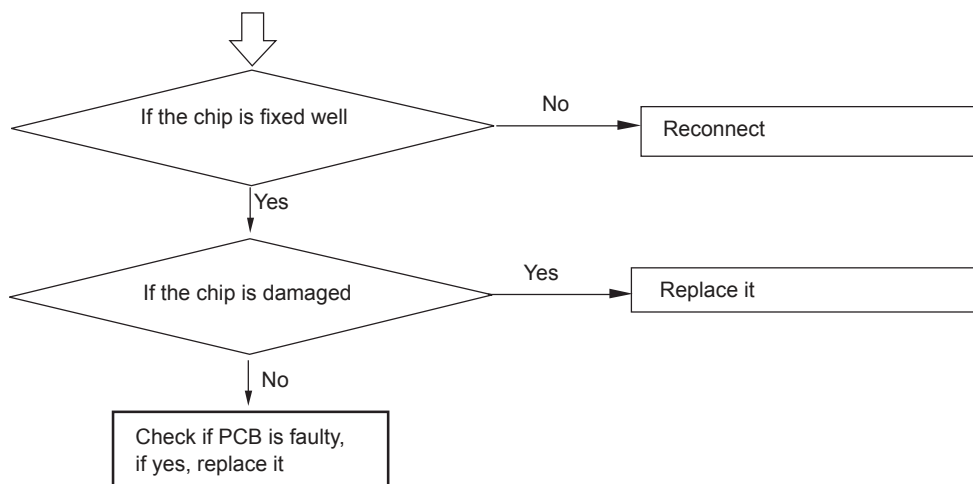 If the chip is fixed well
No
Reconnect
Yes
If the chip is damaged
Yes
Replace it
No
Check if PCB is faulty,
if yes, replace it